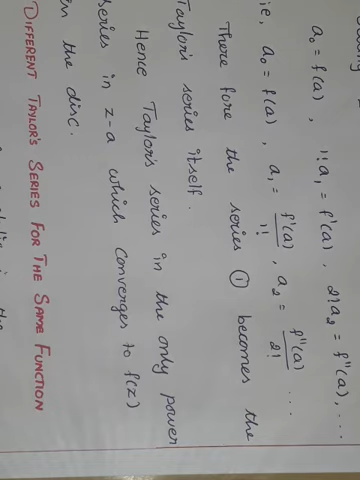 a₀ = f(a), 1! a₁ = f'(a), 2! a₂ = f''(a), ...
ie, a₀ = f(a), a₁ = f'(a)/1!, a₂ = f''(a)/2! ...
There fore the series ① becomes the
Taylor's series itself.
Hence Taylor's series in the only power
series in z-a which converges to f(z)
the disc.
DIFFERENT TAYLOR'S SERIES FOR THE SAME FUNCTION